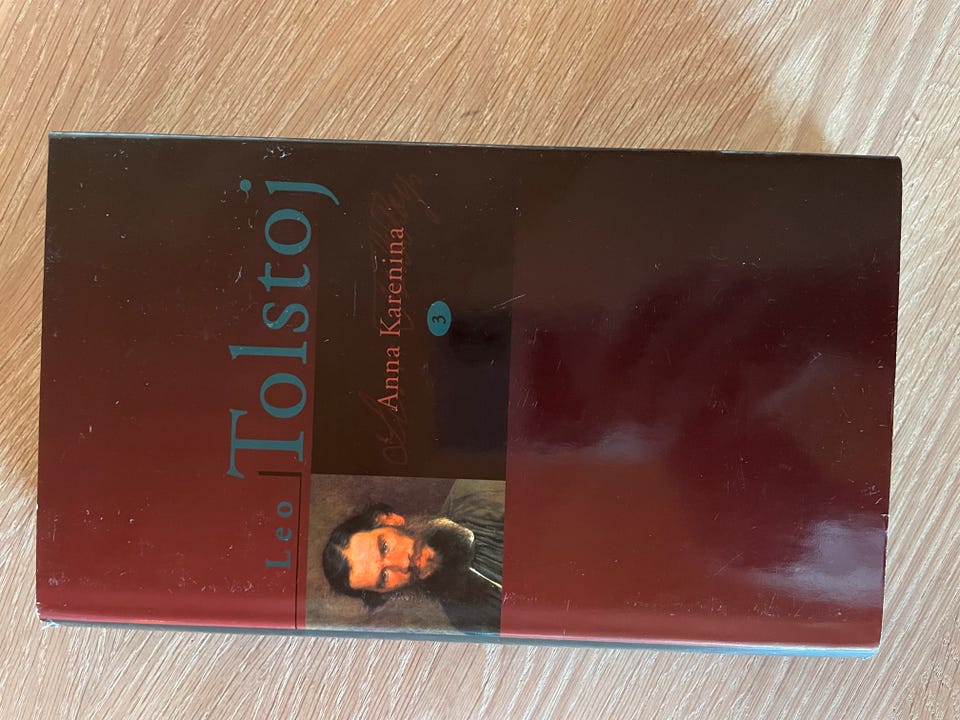 Leo Tolstoj
Anna Karenina
3